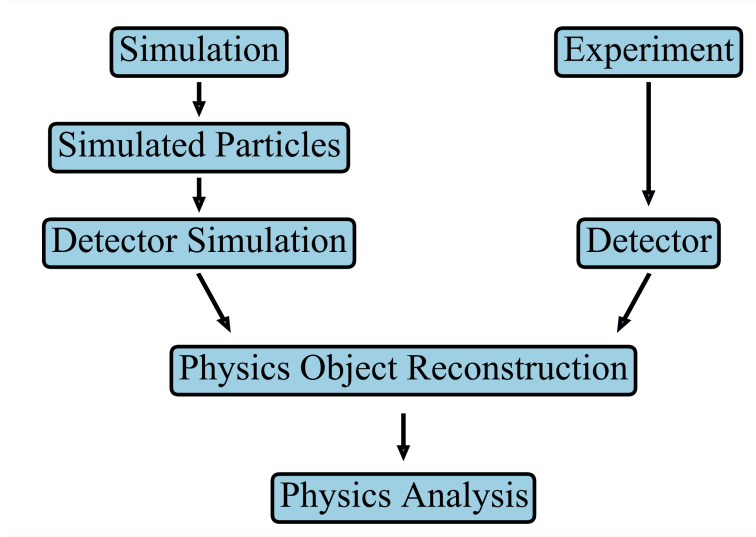 Simulation
Experiment
Simulated Particles
Detector Simulation
Detector
Physics Object Reconstruction
Physics Analysis